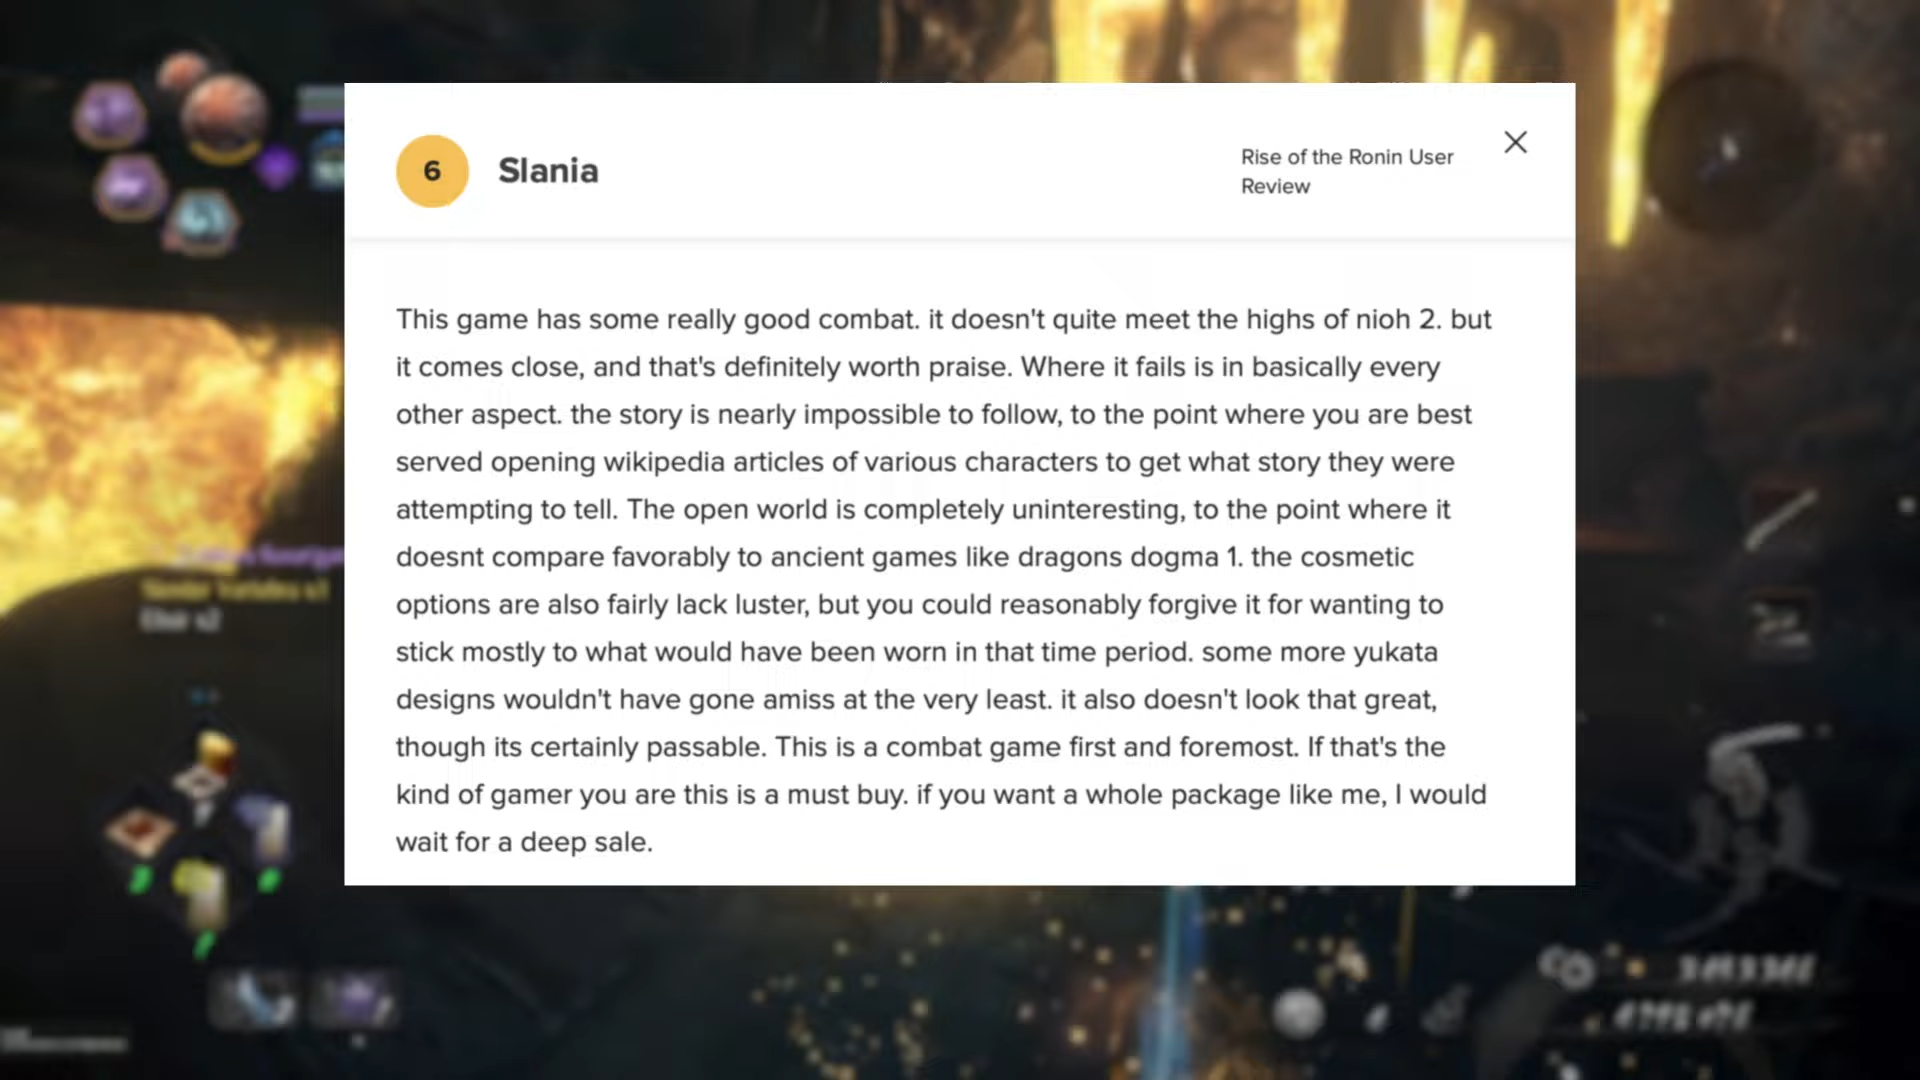 6
Slania
Rise of the Ronin User
Review
This game has some really good combat. it doesn't quite meet the highs of nioh 2. but
it comes close, and that's definitely worth praise. Where it fails is in basically every
other aspect. the story is nearly impossible to follow, to the point where you are best
served opening wikipedia articles of various characters to get what story they were
attempting to tell. The open world is completely uninteresting, to the point where it
doesnt compare favorably to ancient games like dragons dogma 1. the cosmetic
options are also fairly lack luster, but you could reasonably forgive it for wanting to
stick mostly to what would have been worn in that time period. some more yukata
designs wouldn't have gone amiss at the very least. it also doesn't look that great,
though its certainly passable. This is a combat game first and foremost. If that's the
kind of gamer you are this is a must buy. if you want a whole package like me, I would
wait for a deep sale.
Elixir x2